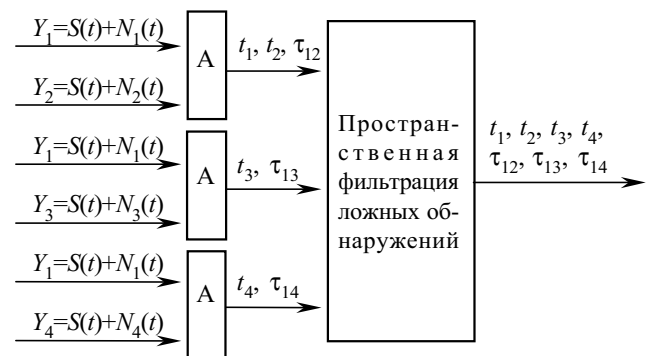 Y₁=S(t)+N₁(t)
A
t₁, t₂, τ₁₂
Y₂=S(t)+N₂(t)
Y₁=S(t)+N₁(t)
A
t₃, τ₁₃
Y₃=S(t)+N₃(t)
Y₁=S(t)+N₁(t)
A
t₄, τ₁₄
Y₄=S(t)+N₄(t)
Простран-
ственная
фильтрация
ложных об-
наружений
t₁, t₂, t₃, t₄,
τ₁₂, τ₁₃, τ₁₄